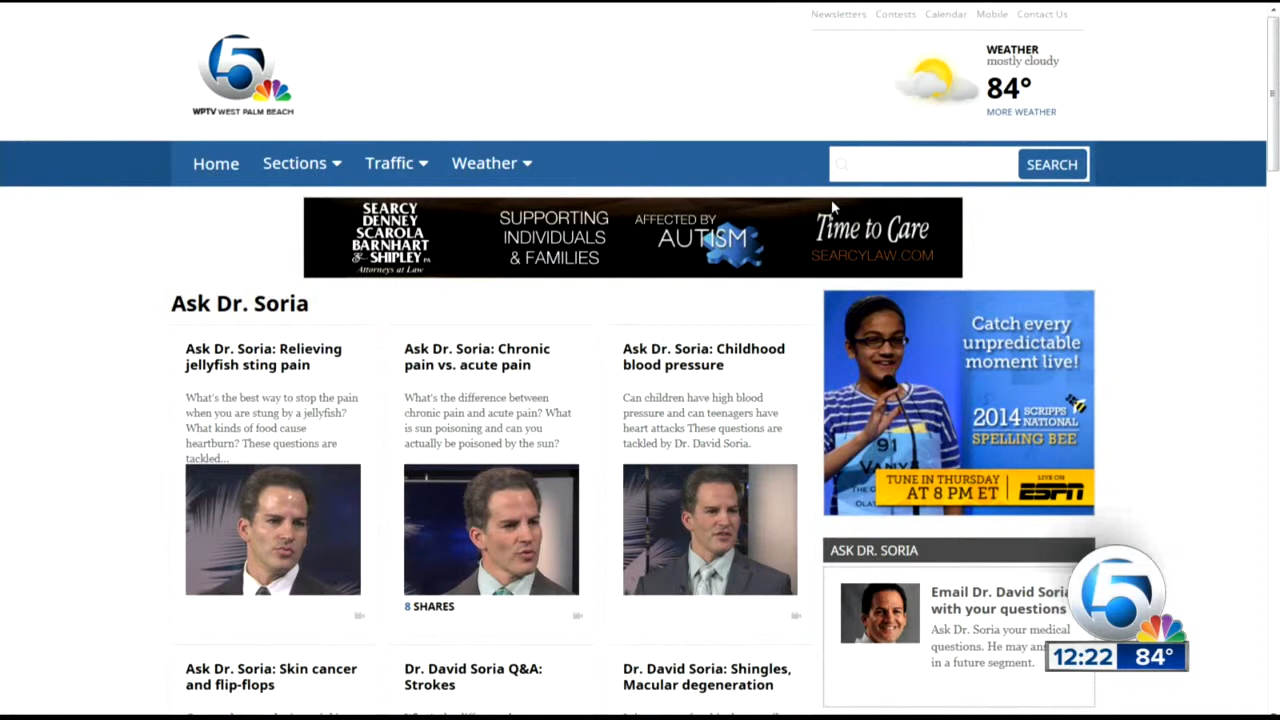 Newsletters Contests Calendar Mobile Contact Us
5
WPTV WEST PALM BEACH
WEATHER
mostly cloudy
84°
MORE WEATHER
Home Sections Traffic Weather
SEARCH
SEARCY
DENNEY
SCAROLA
BARNHART
& SHIPLEY PA
Attorneys at Law
SUPPORTING
INDIVIDUALS
& FAMILIES
AFFECTED BY
AUTISM
Time to Care
SEARCYLAW.COM
Ask Dr. Soria
Ask Dr. Soria: Relieving
jellyfish sting pain
What's the best way to stop the pain
when you are stung by a jellyfish?
What kinds of food cause
heartburn? These questions are
tackled...
Ask Dr. Soria: Chronic
pain vs. acute pain
What's the difference between
chronic pain and acute pain? What
is sun poisoning and can you
actually be poisoned by the sun?
8 SHARES
Ask Dr. Soria: Childhood
blood pressure
Can children have high blood
pressure and can teenagers have
heart attacks These questions are
tackled by Dr. David Soria.
Catch every
unpredictable
moment live!
2014 SCRIPPS
NATIONAL
SPELLING BEE
91
VANYA
TUNE IN THURSDAY
AT 8 PM ET
LIVE ON
ESPN
ASK DR. SORIA
Email Dr. David Soria
with your questions
Ask Dr. Soria your medical
questions. He may an
in a future segment.
5
12:22 84°
Ask Dr. Soria: Skin cancer
and flip-flops
Dr. David Soria Q&A:
Strokes
Dr. David Soria: Shingles,
Macular degeneration